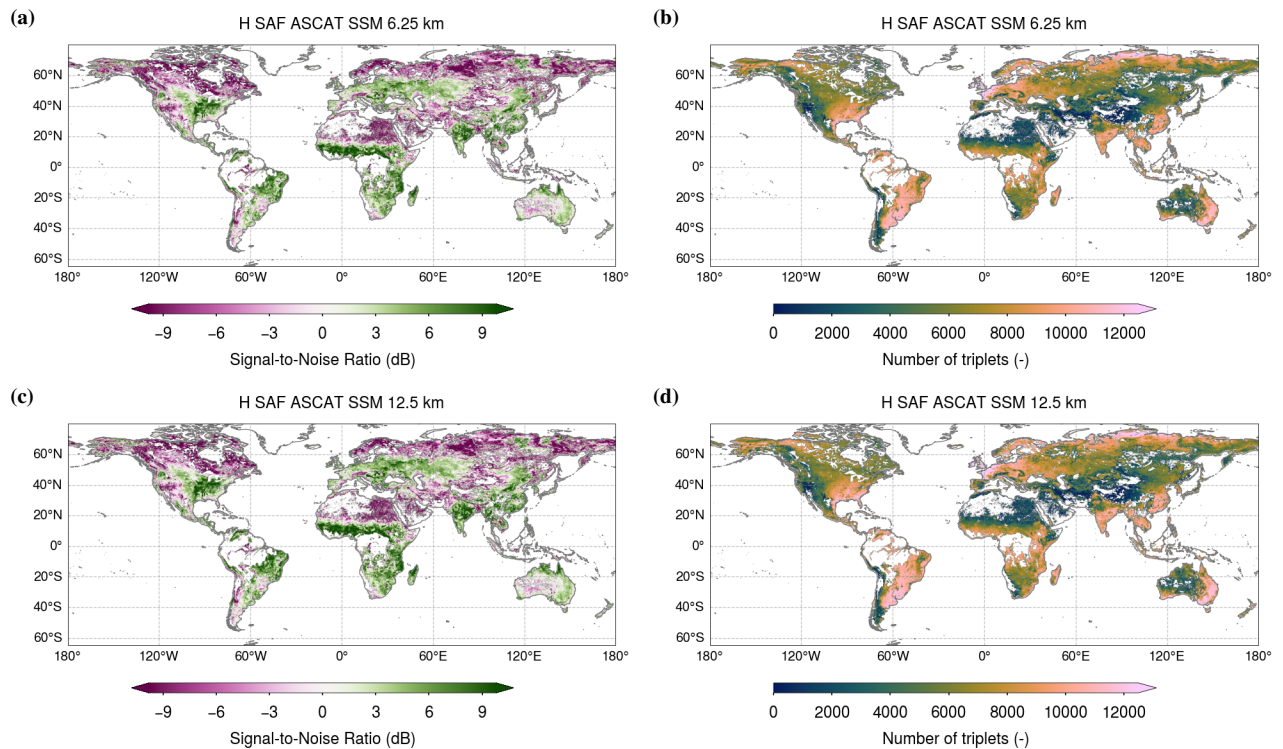 (a)
H SAF ASCAT SSM 6.25 km
60°N
40°N
20°N
0°
20°S
40°S
60°S
180°
120°W
60°W
0°
60°E
120°E
180°
−9 −6 −3 0 3 6 9
Signal-to-Noise Ratio (dB)
(b)
H SAF ASCAT SSM 6.25 km
60°N
40°N
20°N
0°
20°S
40°S
60°S
180°
120°W
60°W
0°
60°E
120°E
180°
0 2000 4000 6000 8000 10000 12000
Number of triplets (-)
(c)
H SAF ASCAT SSM 12.5 km
60°N
40°N
20°N
0°
20°S
40°S
60°S
180°
120°W
60°W
0°
60°E
120°E
180°
−9 −6 −3 0 3 6 9
Signal-to-Noise Ratio (dB)
(d)
H SAF ASCAT SSM 12.5 km
60°N
40°N
20°N
0°
20°S
40°S
60°S
180°
120°W
60°W
0°
60°E
120°E
180°
0 2000 4000 6000 8000 10000 12000
Number of triplets (-)